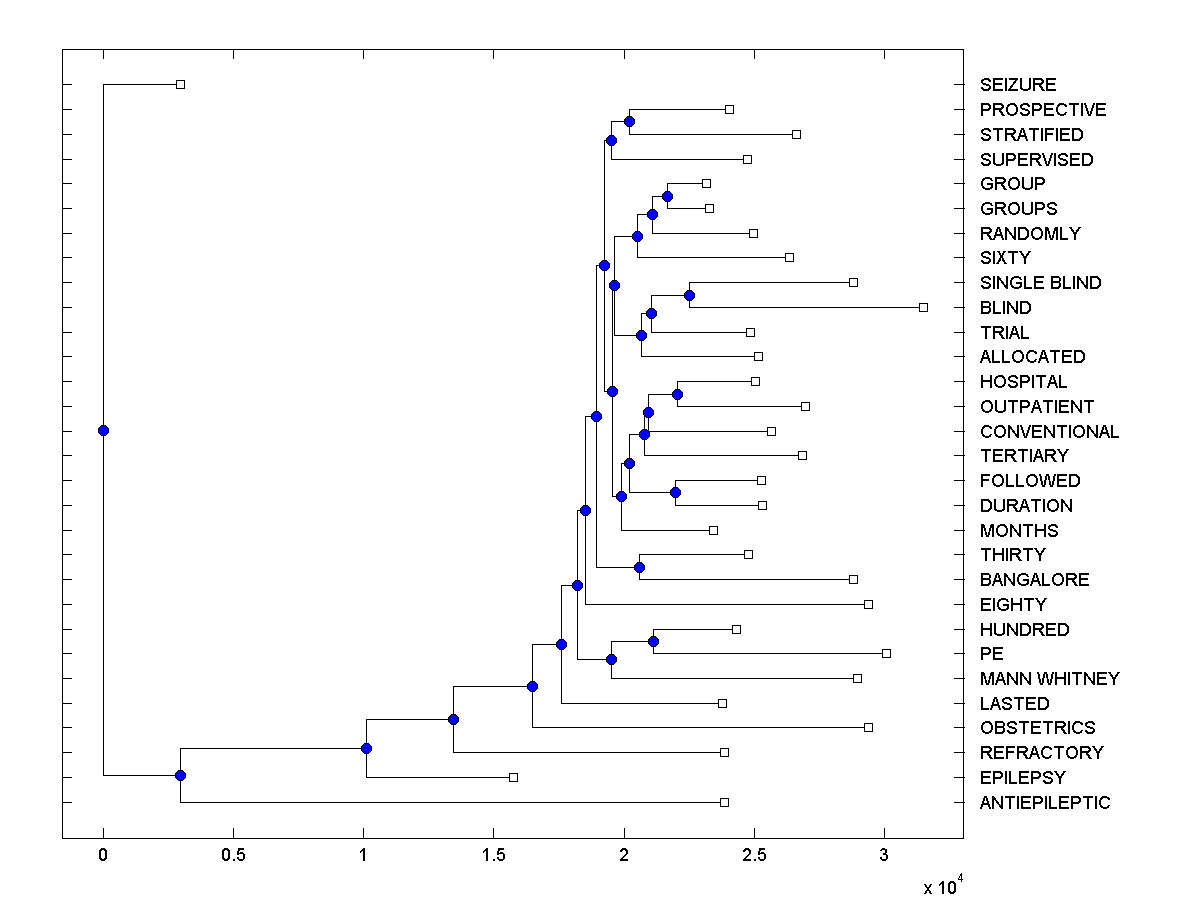 SEIZURE
PROSPECTIVE
STRATIFIED
SUPERVISED
GROUP
GROUPS
RANDOMLY
SIXTY
SINGLE BLIND
BLIND
TRIAL
ALLOCATED
HOSPITAL
OUTPATIENT
CONVENTIONAL
TERTIARY
FOLLOWED
DURATION
MONTHS
THIRTY
BANGALORE
EIGHTY
HUNDRED
PE
MANN WHITNEY
LASTED
OBSTETRICS
REFRACTORY
EPILEPSY
ANTIEPILEPTIC
0 0.5 1 1.5 2 2.5 3
x 10^4